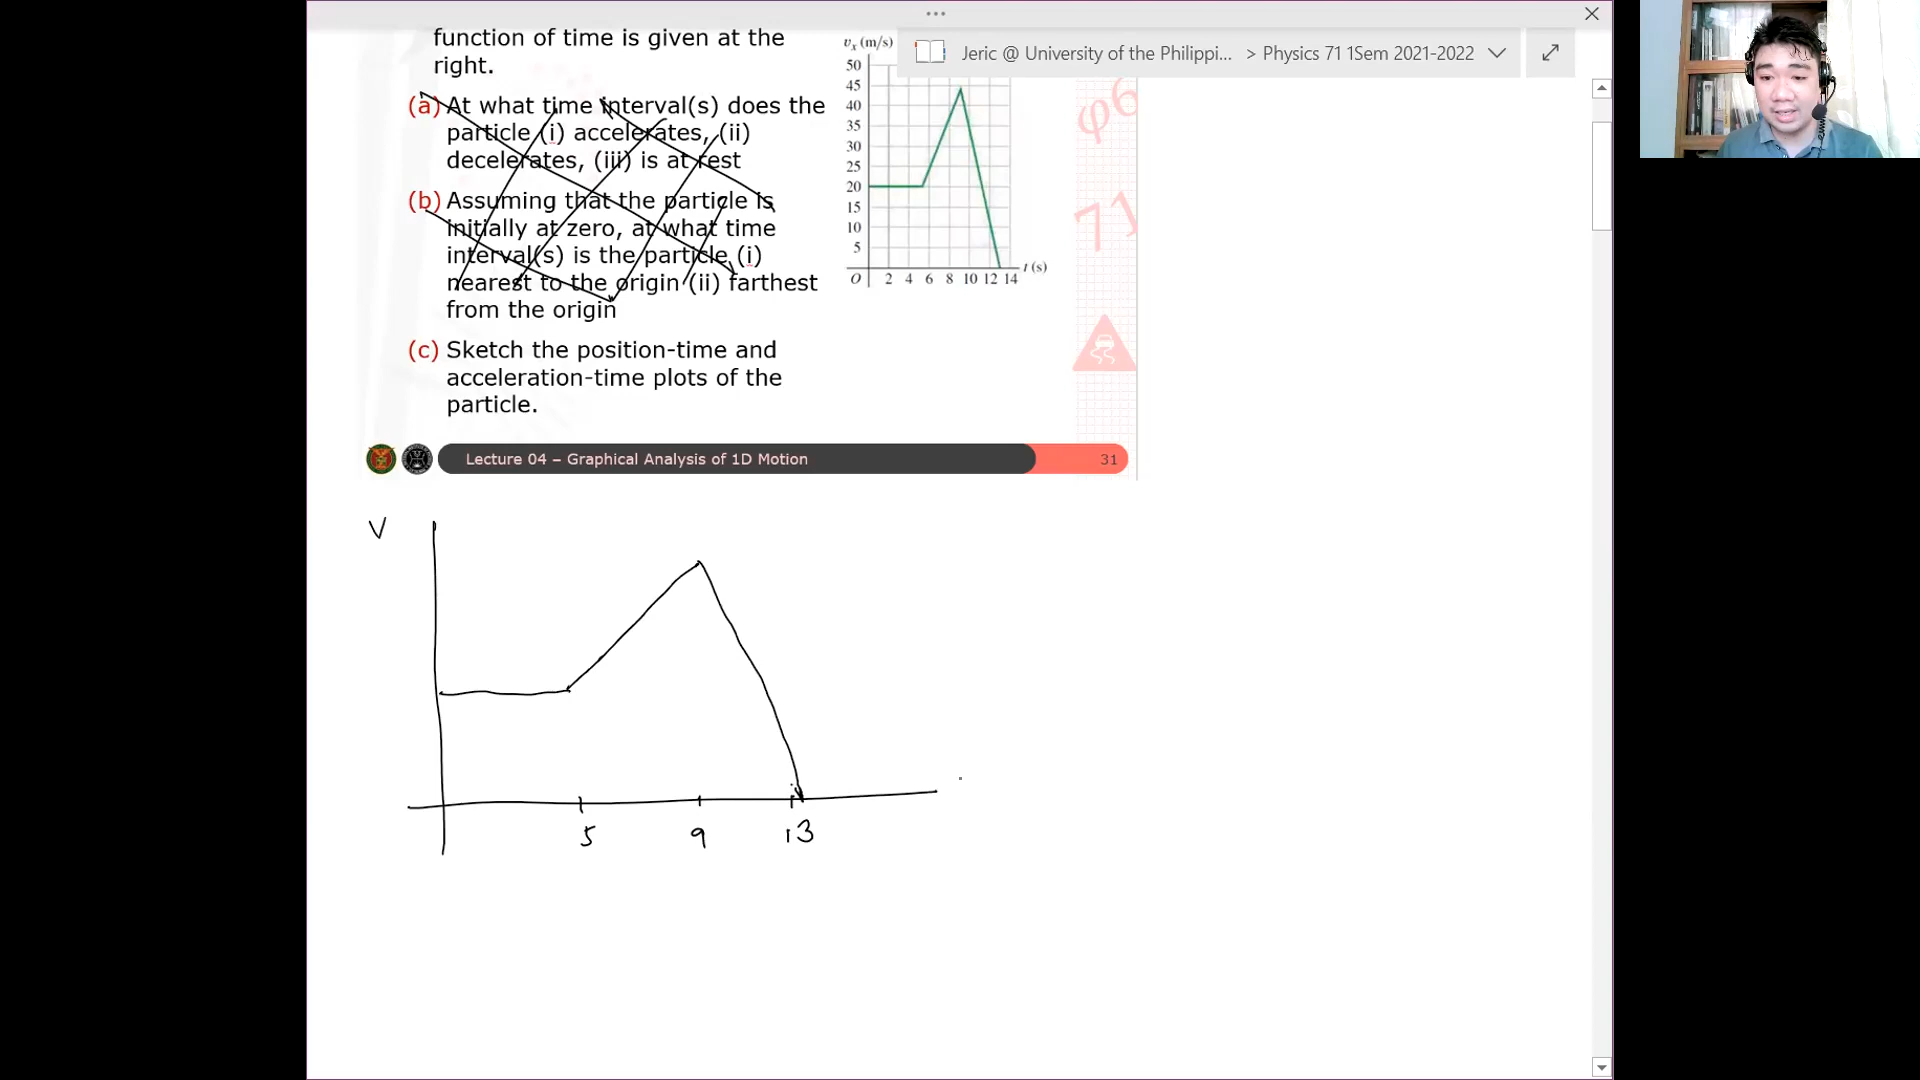 function of time is given at the
right.
(a) At what time interval(s) does the
particle (i) accelerates, (ii)
decelerates, (iii) is at rest
(b) Assuming that the particle is
initially at zero, at what time
interval(s) is the particle (i)
nearest to the origin (ii) farthest
from the origin
(c) Sketch the position-time and
acceleration-time plots of the
particle.
vx (m/s)
50
45
40
35
30
25
20
15
10
5
O 2 4 6 8 10 12 14 t (s)
Jeric @ University of the Philippi... > Physics 71 1Sem 2021-2022
φ6
71
Lecture 04 – Graphical Analysis of 1D Motion 31
V
5 9 13